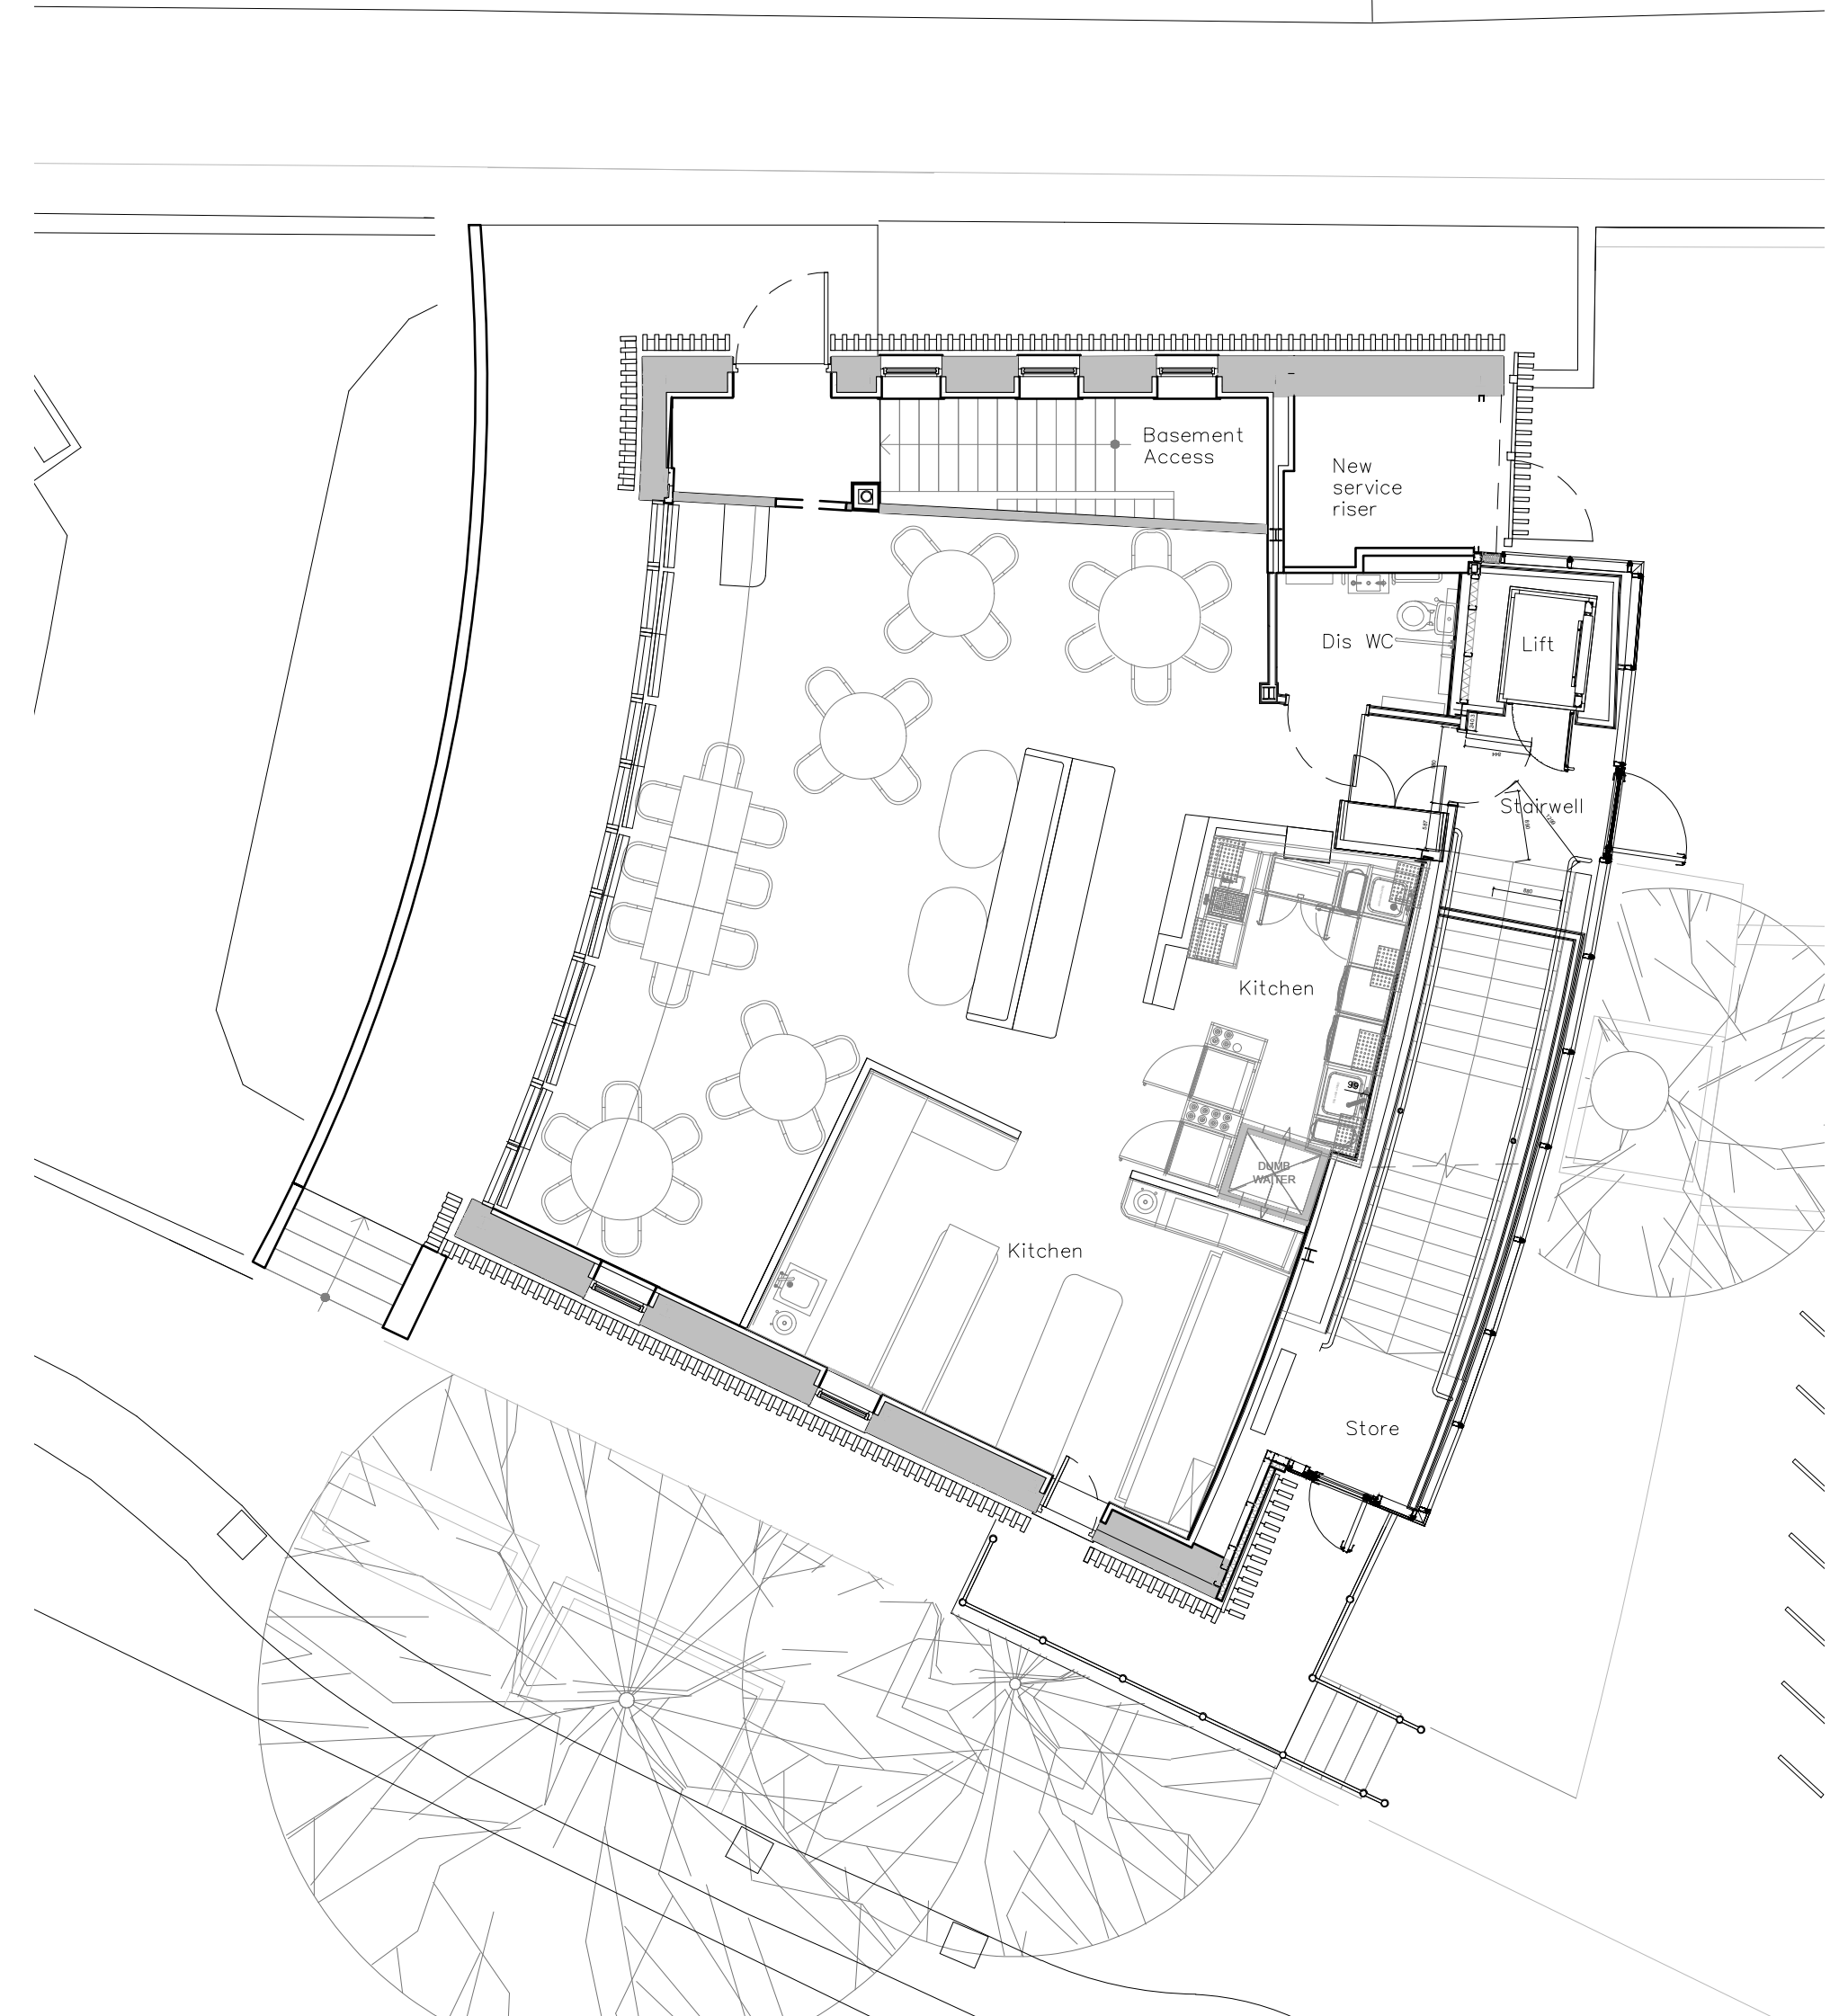 Basement
Access
New
service
riser
Dis WC
Lift
Stairwell
Kitchen
DUMB
WAITER
Kitchen
Store